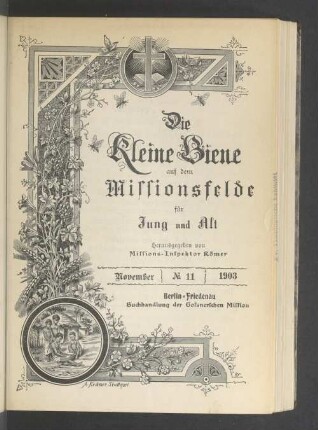 Die
Kleine Biene
auf dem
Missionsfelde
für
Jung und Alt
Herausgegeben von
Missions-Inspektor Römer
November | № 11 | 1903
Berlin-Friedenau
Buchhandlung der Goßnerschen Mission